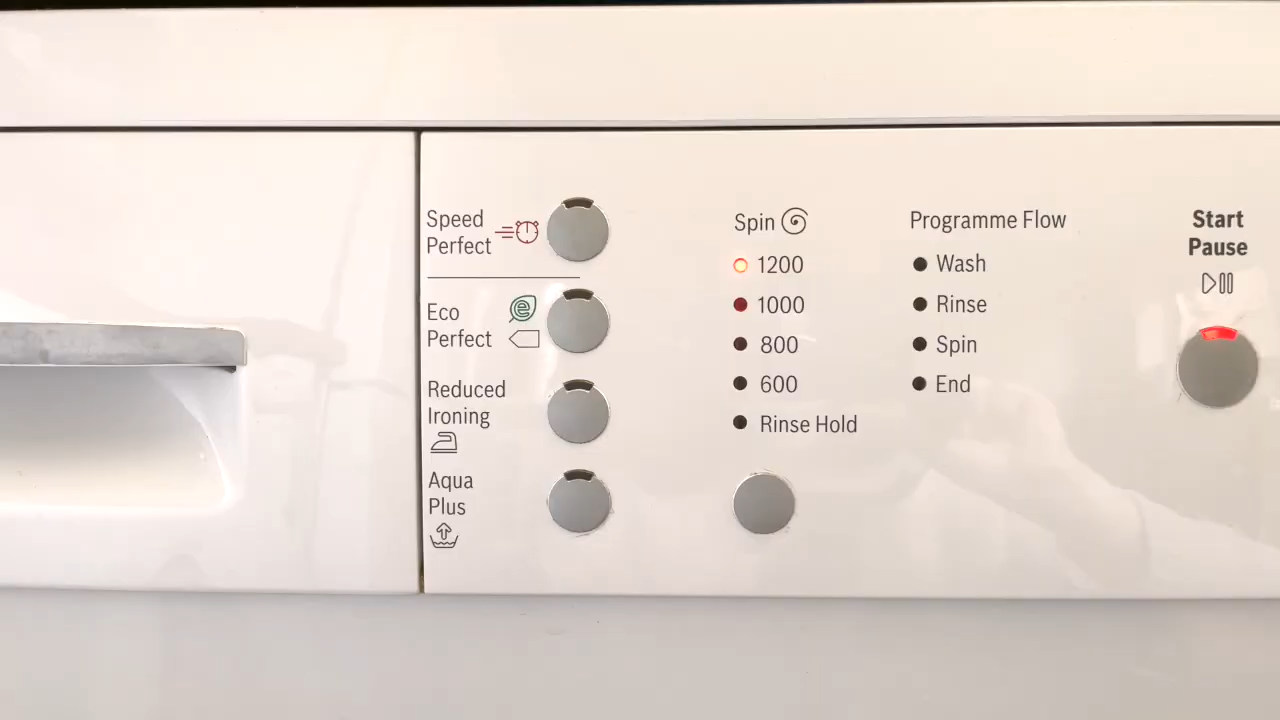 Speed
Perfect
Eco
Perfect
Reduced
Ironing
Aqua
Plus
Spin
1200
1000
800
600
Rinse Hold
Programme Flow
Wash
Rinse
Spin
End
Start
Pause